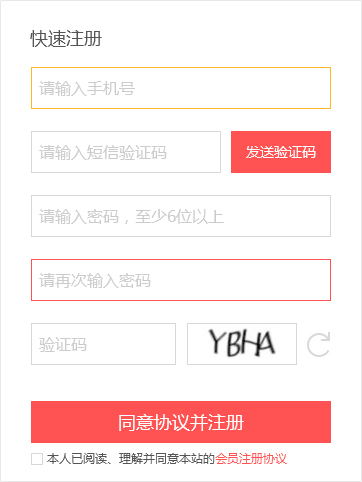 快速注册
请输入手机号
请输入短信验证码 发送验证码
请输入密码，至少6位以上
请再次输入密码
验证码 YBHA
同意协议并注册
本人已阅读、理解并同意本站的会员注册协议